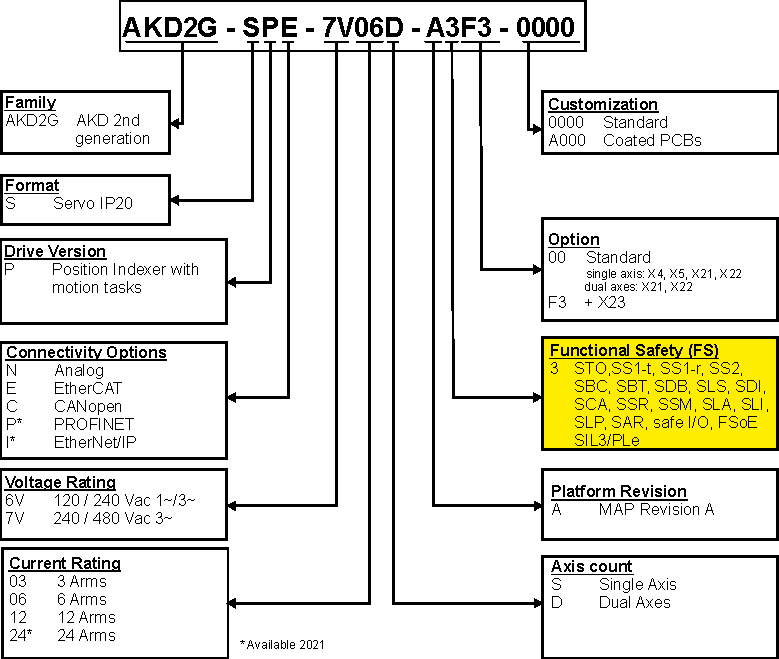 AKD2G - SPE - 7V06D - A3F3 - 0000
Family
AKD2G AKD 2nd
generation
Format
S Servo IP20
Drive Version
P Position Indexer with
motion tasks
Connectivity Options
N Analog
E EtherCAT
C CANopen
P* PROFINET
I* EtherNet/IP
Voltage Rating
6V 120 / 240 Vac 1~/3~
7V 240 / 480 Vac 3~
Current Rating
03 3 Arms
06 6 Arms
12 12 Arms
24* 24 Arms
*Available 2021
Customization
0000 Standard
A000 Coated PCBs
Option
00 Standard
single axis: X4, X5, X21, X22
dual axes: X21, X22
F3 + X23
Functional Safety (FS)
3 STO,SS1-t, SS1-r, SS2,
SBC, SBT, SDB, SLS, SDI,
SCA, SSR, SSM, SLA, SLI,
SLP, SAR, safe I/O, FSoE
SIL3/PLe
Platform Revision
A MAP Revision A
Axis count
S Single Axis
D Dual Axes